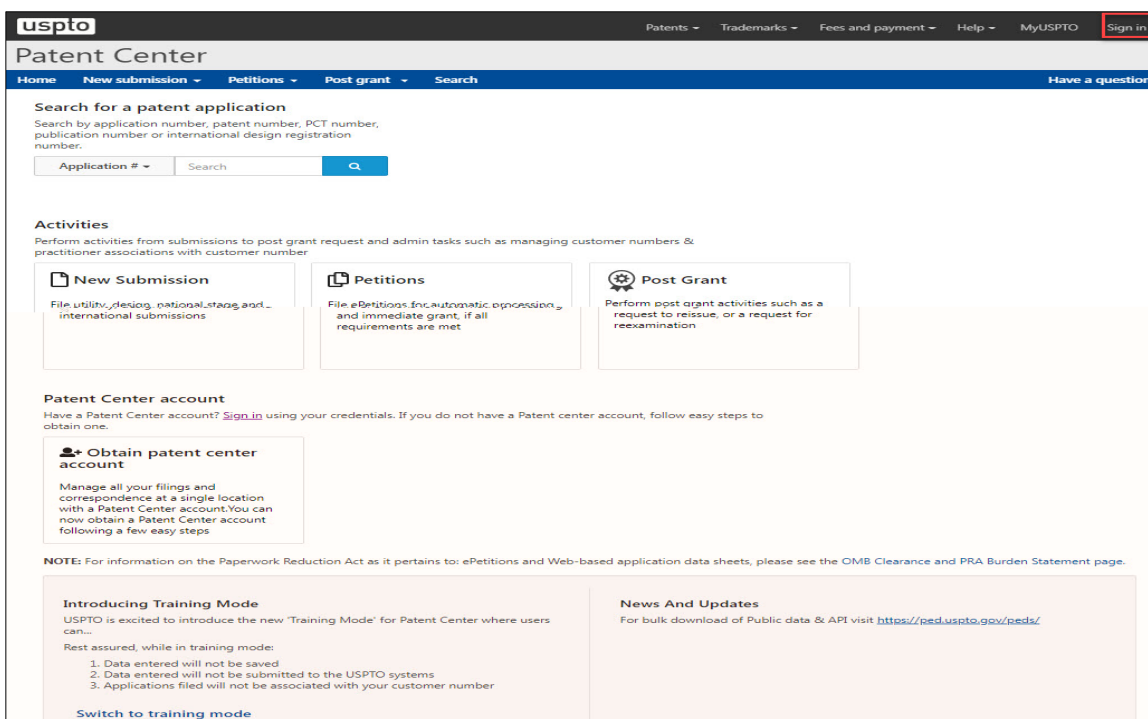 uspto
Patents Trademarks Fees and payment Help MyUSPTO Sign in
Patent Center
Home New submission Petitions Post grant Search Have a question
Search for a patent application
Search by application number, patent number, PCT number,
publication number or international design registration
number.
Application # Search
Activities
Perform activities from submissions to post grant request and admin tasks such as managing customer numbers &
practitioner associations with customer number
New Submission
File utility, design, national stage and
international submissions
Petitions
File ePetitions for automatic processing
and immediate grant, if all
requirements are met
Post Grant
Perform post grant activities such as a
request to reissue, or a request for
reexamination
Patent Center account
Have a Patent Center account? Sign in using your credentials. If you do not have a Patent center account, follow easy steps to
obtain one.
Obtain patent center
account
Manage all your filings and
correspondence at a single location
with a Patent Center account.You can
now obtain a Patent Center account
following a few easy steps
NOTE: For information on the Paperwork Reduction Act as it pertains to: ePetitions and Web-based application data sheets, please see the OMB Clearance and PRA Burden Statement page.
Introducing Training Mode
USPTO is excited to introduce the new 'Training Mode' for Patent Center where users
can...
Rest assured, while in training mode:
1. Data entered will not be saved
2. Data entered will not be submitted to the USPTO systems
3. Applications filed will not be associated with your customer number
Switch to training mode
News And Updates
For bulk download of Public data & API visit https://ped.uspto.gov/peds/